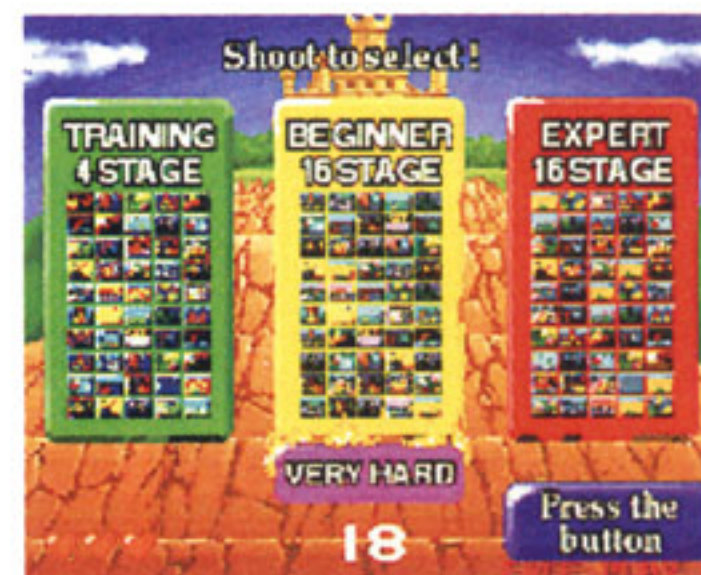 Shoot to select!
TRAINING
4 STAGE
BEGINNER
16 STAGE
EXPERT
16 STAGE
VERY HARD
18
Press the
button